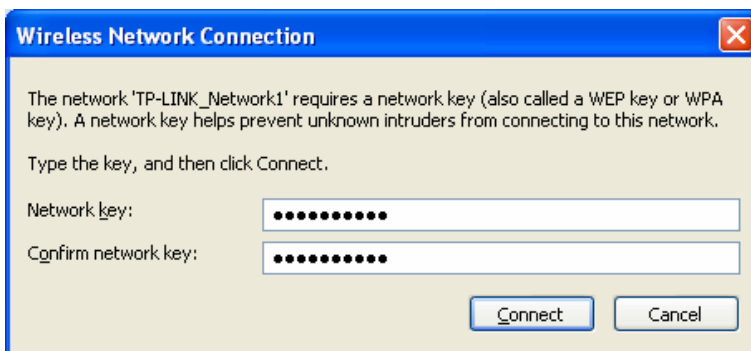 Wireless Network Connection
The network 'TP-LINK_Network1' requires a network key (also called a WEP key or WPA
key). A network key helps prevent unknown intruders from connecting to this network.
Type the key, and then click Connect.
Network key: ••••••••••
Confirm network key: ••••••••••
Connect Cancel